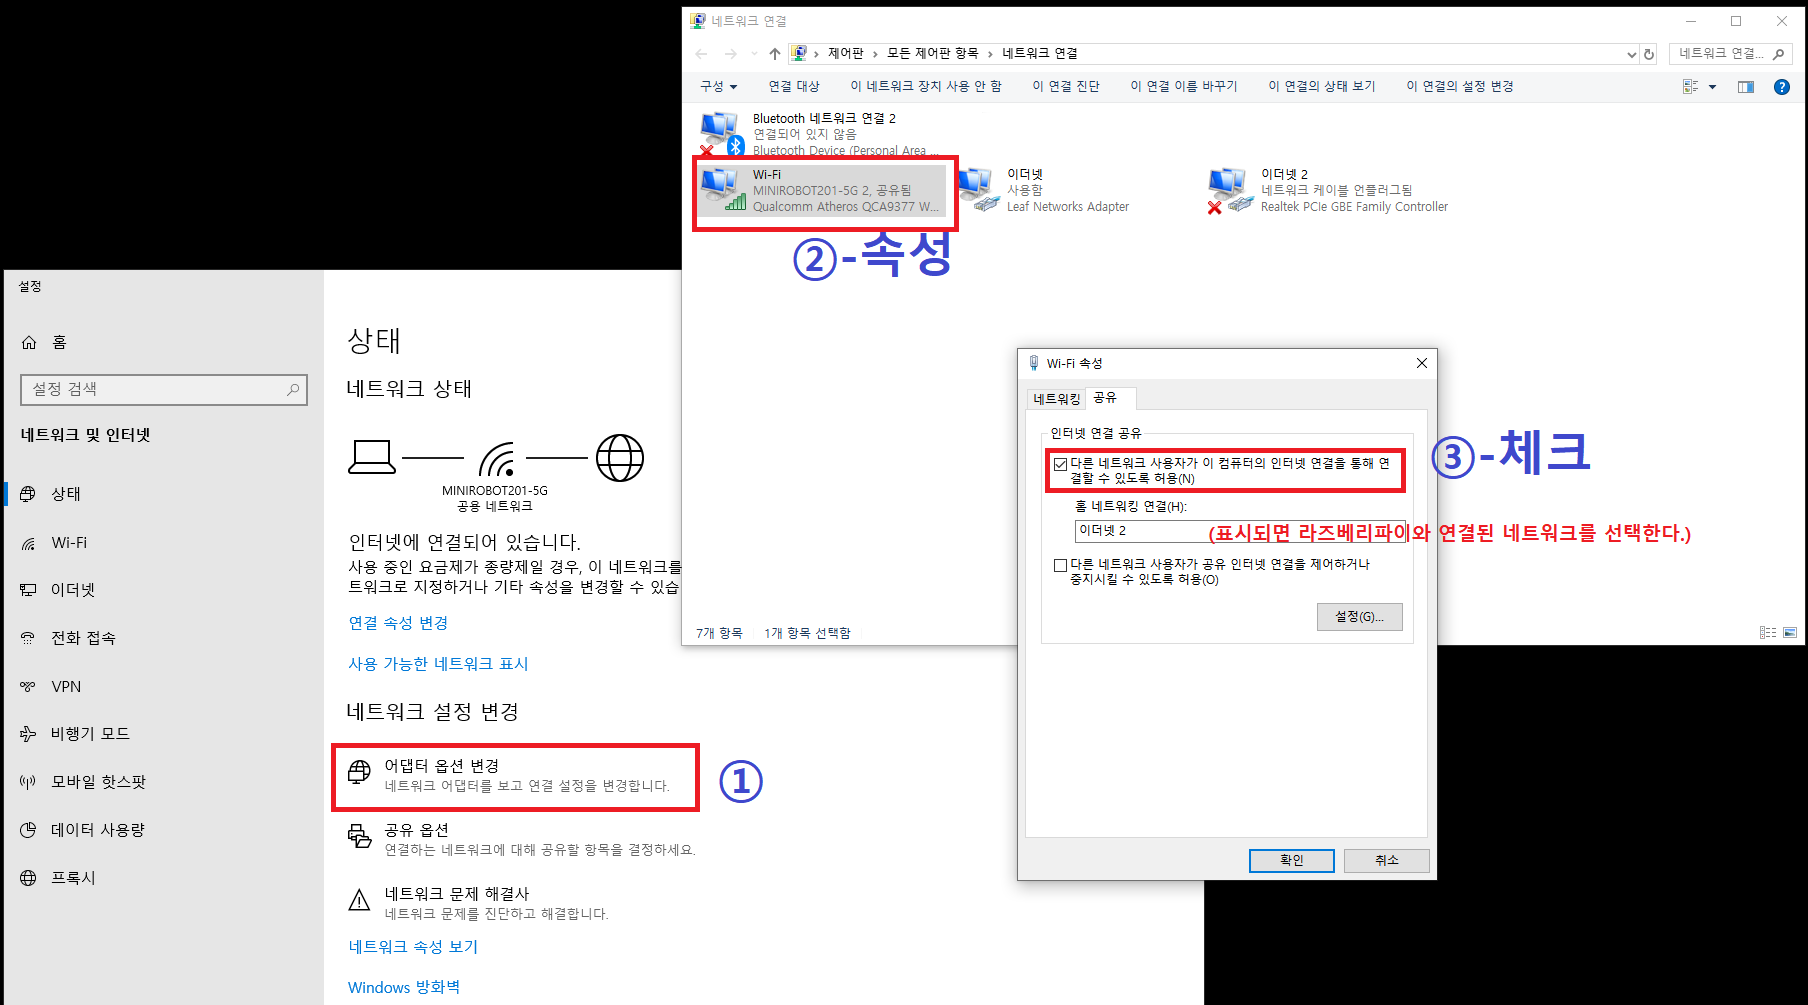 네트워크 연결
제어판 > 모든 제어판 항목 > 네트워크 연결
네트워크 연결...
구성
연결 대상
이 네트워크 장치 사용 안 함
이 연결 진단
이 연결 이름 바꾸기
이 연결의 상태 보기
이 연결의 설정 변경
Bluetooth 네트워크 연결 2
연결되어 있지 않음
Bluetooth Device (Personal Area ...
Wi-Fi
MINIROBOT201-5G 2, 공유됨
Qualcomm Atheros QCA9377 W...
이더넷
사용함
Leaf Networks Adapter
이더넷 2
네트워크 케이블 언플러그됨
Realtek PCIe GBE Family Controller
②-속성
7개 항목
1개 항목 선택함
설정
홈
설정 검색
네트워크 및 인터넷
상태
Wi-Fi
이더넷
전화 접속
VPN
비행기 모드
모바일 핫스팟
데이터 사용량
프록시
상태
네트워크 상태
MINIROBOT201-5G
공용 네트워크
인터넷에 연결되어 있습니다.
사용 중인 요금제가 종량제일 경우, 이 네트워크를
트워크로 지정하거나 기타 속성을 변경할 수 있습
연결 속성 변경
사용 가능한 네트워크 표시
네트워크 설정 변경
어댑터 옵션 변경
네트워크 어댑터를 보고 연결 설정을 변경합니다.
①
공유 옵션
연결하는 네트워크에 대해 공유할 항목을 결정하세요.
네트워크 문제 해결사
네트워크 문제를 진단하고 해결합니다.
네트워크 속성 보기
Windows 방화벽
Wi-Fi 속성
네트워킹
공유
인터넷 연결 공유
다른 네트워크 사용자가 이 컴퓨터의 인터넷 연결을 통해 연
결할 수 있도록 허용(N)
③-체크
홈 네트워킹 연결(H):
이더넷 2
(표시되면 라즈베리파이와 연결된 네트워크를 선택한다.)
다른 네트워크 사용자가 공유 인터넷 연결을 제어하거나
중지시킬 수 있도록 허용(O)
설정(G)...
확인
취소